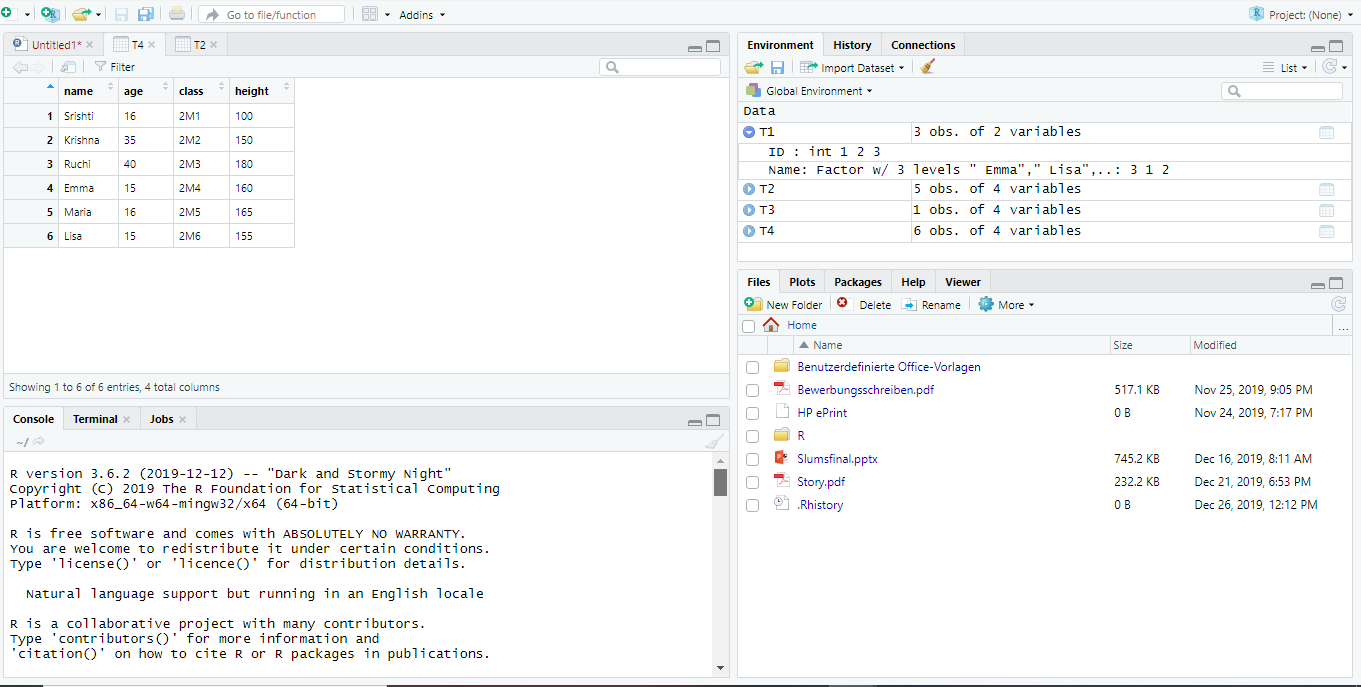 Go to file/function Addins Project: (None)
Untitled1* T4 T2
Filter
name age class height
1 Srishti 16 2M1 100
2 Krishna 35 2M2 150
3 Ruchi 40 2M3 180
4 Emma 15 2M4 160
5 Maria 16 2M5 165
6 Lisa 15 2M6 155
Showing 1 to 6 of 6 entries, 4 total columns
Console Terminal Jobs
~/
R version 3.6.2 (2019-12-12) -- "Dark and Stormy Night"
Copyright (C) 2019 The R Foundation for Statistical Computing
Platform: x86_64-w64-mingw32/x64 (64-bit)
R is free software and comes with ABSOLUTELY NO WARRANTY.
You are welcome to redistribute it under certain conditions.
Type 'license()' or 'licence()' for distribution details.
Natural language support but running in an English locale
R is a collaborative project with many contributors.
Type 'contributors()' for more information and
'citation()' on how to cite R or R packages in publications.
Environment History Connections
Import Dataset List
Global Environment
Data
T1 3 obs. of 2 variables
ID : int 1 2 3
Name: Factor w/ 3 levels " Emma"," Lisa",..: 3 1 2
T2 5 obs. of 4 variables
T3 1 obs. of 4 variables
T4 6 obs. of 4 variables
Files Plots Packages Help Viewer
New Folder Delete Rename More
Home ...
Name Size Modified
Benutzerdefinierte Office-Vorlagen
Bewerbungsschreiben.pdf 517.1 KB Nov 25, 2019, 9:05 PM
HP ePrint 0 B Nov 24, 2019, 7:17 PM
R
Slumsfinal.pptx 745.2 KB Dec 16, 2019, 8:11 AM
Story.pdf 232.2 KB Dec 21, 2019, 6:53 PM
.Rhistory 0 B Dec 26, 2019, 12:12 PM